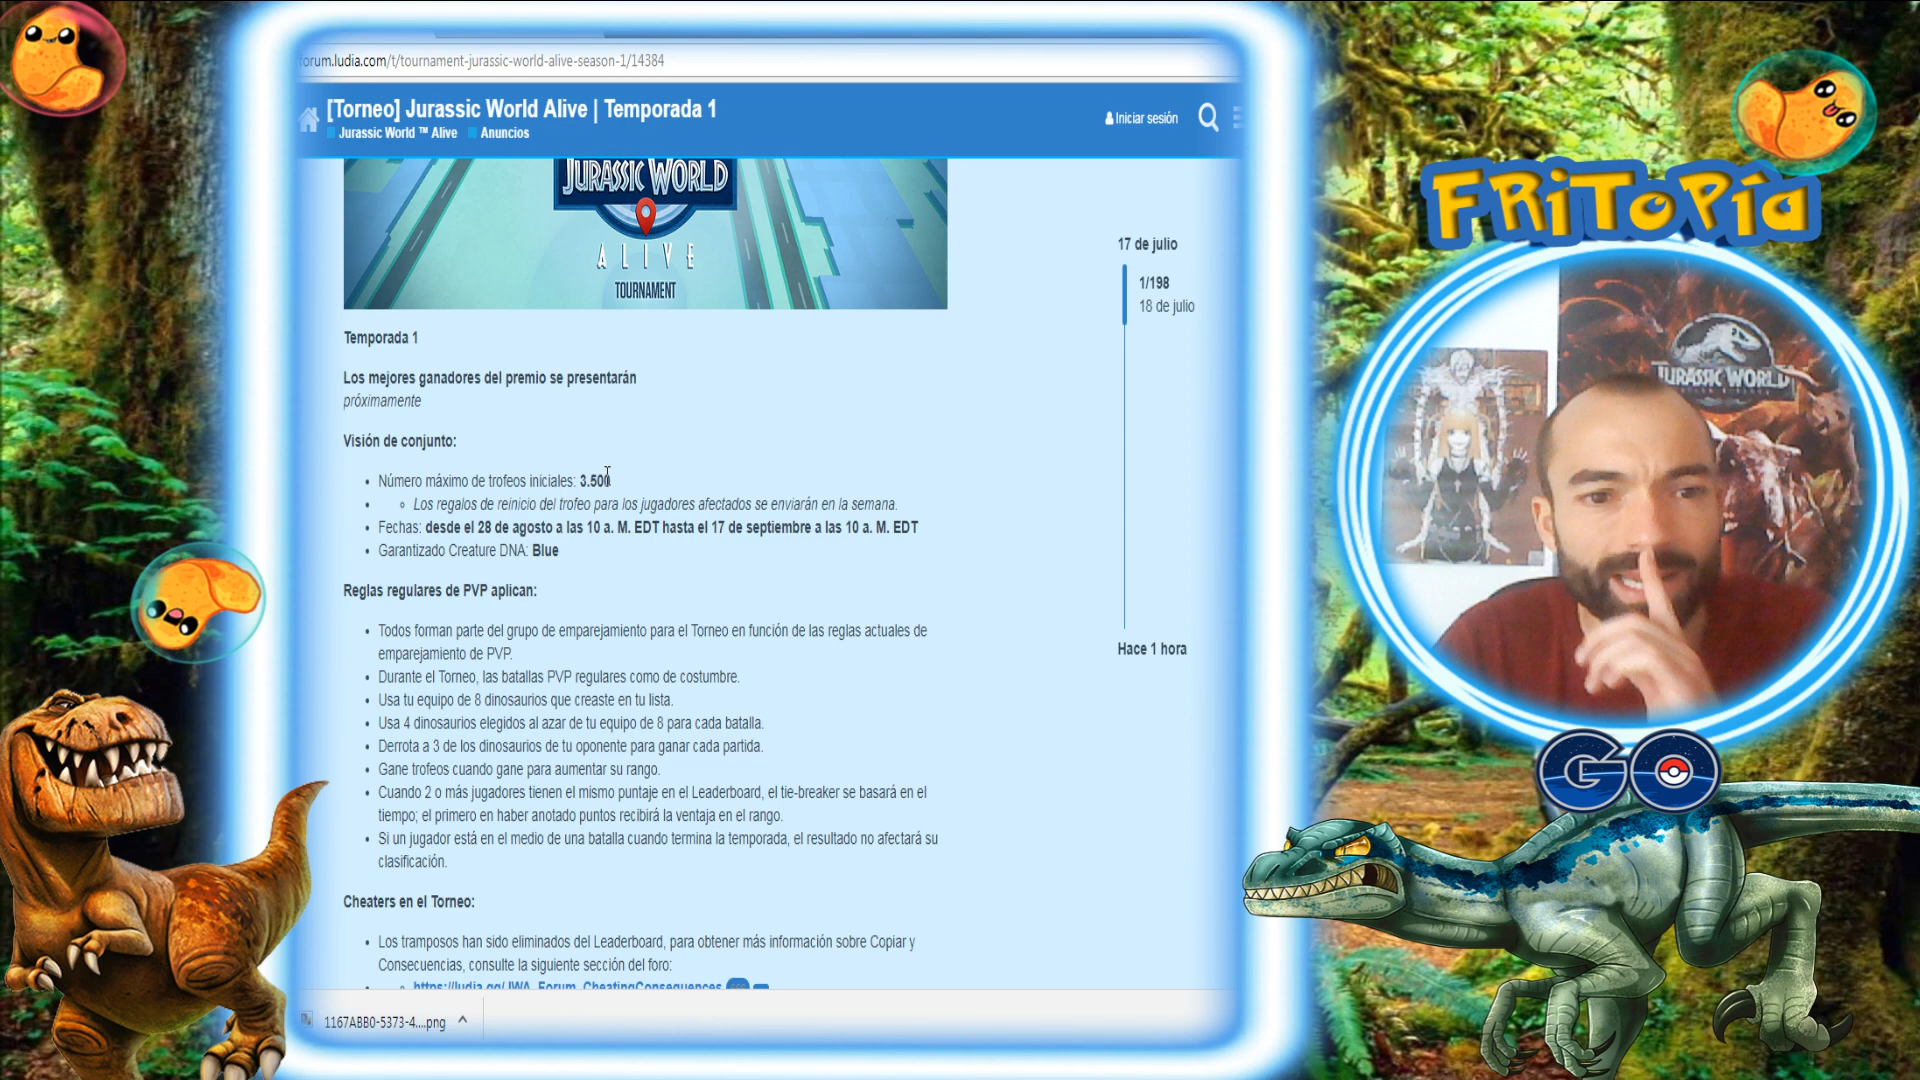 forum.ludia.com/t/tournament-jurassic-world-alive-season-1/14384
[Torneo] Jurassic World Alive | Temporada 1
Jurassic World ™ Alive Anuncios
Iniciar sesión
JURASSIC WORLD
ALIVE
TOURNAMENT
Temporada 1
Los mejores ganadores del premio se presentarán
próximamente
Visión de conjunto:
Número máximo de trofeos iniciales: 3.500
Los regalos de reinicio del trofeo para los jugadores afectados se enviarán en la semana.
Fechas: desde el 28 de agosto a las 10 a. M. EDT hasta el 17 de septiembre a las 10 a. M. EDT
Garantizado Creature DNA: Blue
Reglas regulares de PVP aplican:
Todos forman parte del grupo de emparejamiento para el Torneo en función de las reglas actuales de
emparejamiento de PVP.
Durante el Torneo, las batallas PVP regulares como de costumbre.
Usa tu equipo de 8 dinosaurios que creaste en tu lista.
Usa 4 dinosaurios elegidos al azar de tu equipo de 8 para cada batalla.
Derrota a 3 de los dinosaurios de tu oponente para ganar cada partida.
Gane trofeos cuando gane para aumentar su rango.
Cuando 2 o más jugadores tienen el mismo puntaje en el Leaderboard, el tie-breaker se basará en el
tiempo; el primero en haber anotado puntos recibirá la ventaja en el rango.
Si un jugador está en el medio de una batalla cuando termina la temporada, el resultado no afectará su
clasificación.
Cheaters en el Torneo:
Los tramposos han sido eliminados del Leaderboard, para obtener más información sobre Copiar y
Consecuencias, consulte la siguiente sección del foro:
https://ludia.gg/JWA_Forum_CheatingConsequences
1167ABB0-5373-4....png
17 de julio
1/198
18 de julio
Hace 1 hora
FRiToPía
JURASSIC WORLD
GO